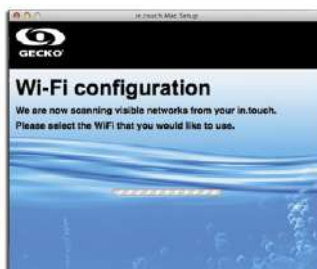 in.touch Mac Setup
GECKO
Wi-Fi configuration
We are now scanning visible networks from your in.touch.
Please select the WiFi that you would like to use.